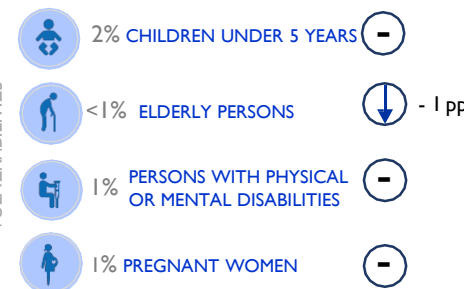 2% CHILDREN UNDER 5 YEARS -
<1% ELDERLY PERSONS - 1 pp
1% PERSONS WITH PHYSICAL
OR MENTAL DISABILITIES -
1% PREGNANT WOMEN -